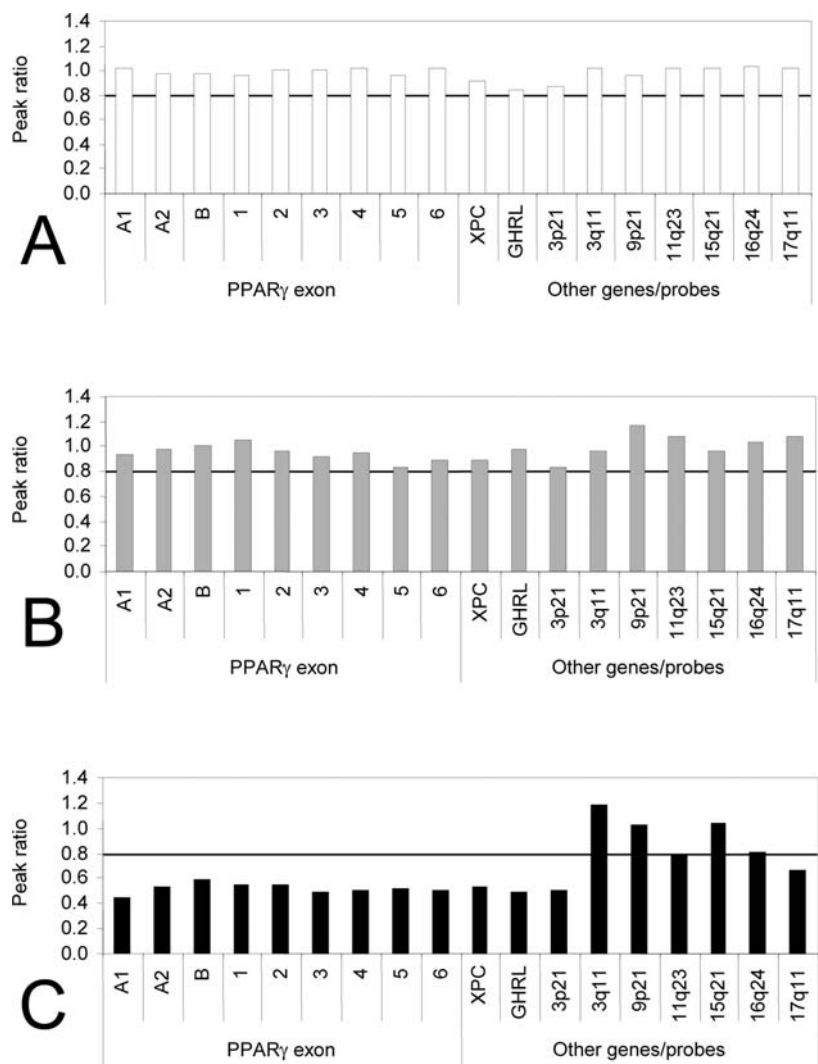 1.4
1.2
1.0
0.8
0.6
0.4
0.2
0.0
Peak ratio
A1 A2 B 1 2 3 4 5 6 XPC GHRL 3p21 3q11 9p21 11q23 15q21 16q24 17q11
PPARγ exon Other genes/probes
A
1.4
1.2
1.0
0.8
0.6
0.4
0.2
0.0
Peak ratio
A1 A2 B 1 2 3 4 5 6 XPC GHRL 3p21 3q11 9p21 11q23 15q21 16q24 17q11
PPARγ exon Other genes/probes
B
1.4
1.2
1.0
0.8
0.6
0.4
0.2
0.0
Peak ratio
A1 A2 B 1 2 3 4 5 6 XPC GHRL 3p21 3q11 9p21 11q23 15q21 16q24 17q11
PPARγ exon Other genes/probes
C